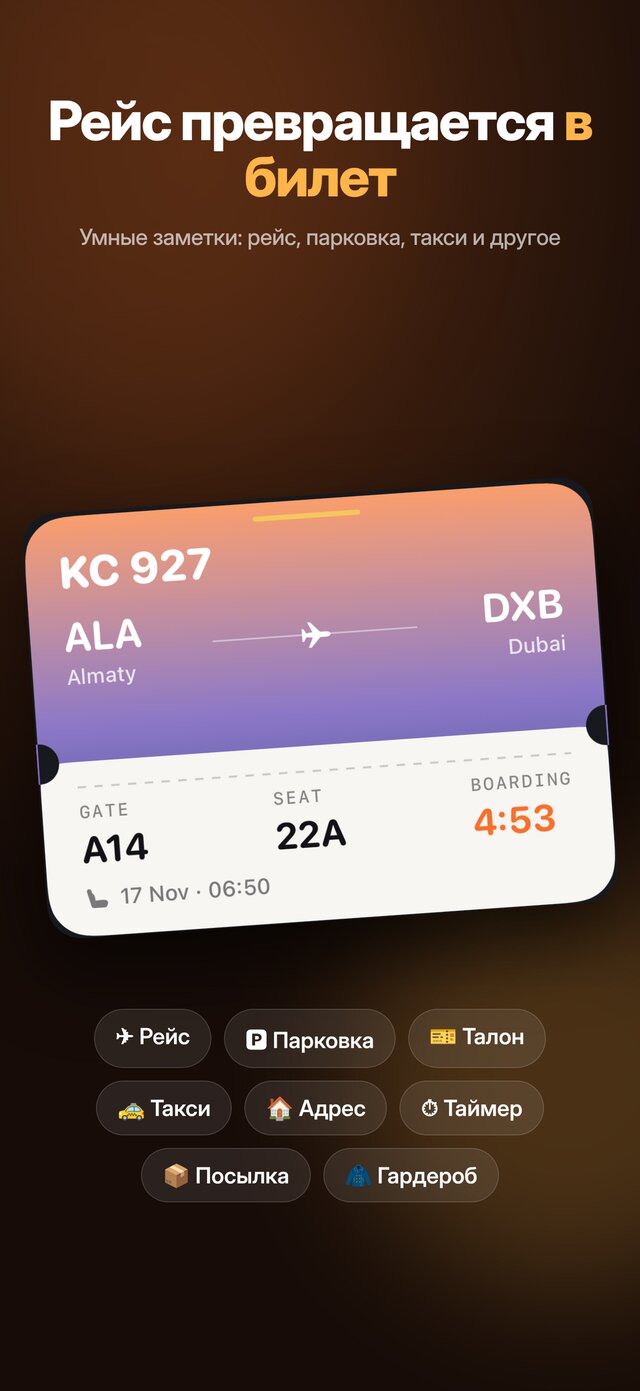 Рейс превращается в
билет
Умные заметки: рейс, парковка, такси и другое
KC 927
ALA
DXB
Almaty
Dubai
GATE
SEAT
BOARDING
A14
22A
4:53
17 Nov · 06:50
Рейс
P Парковка
Талон
Такси
Адрес
Таймер
Посылка
Гардероб